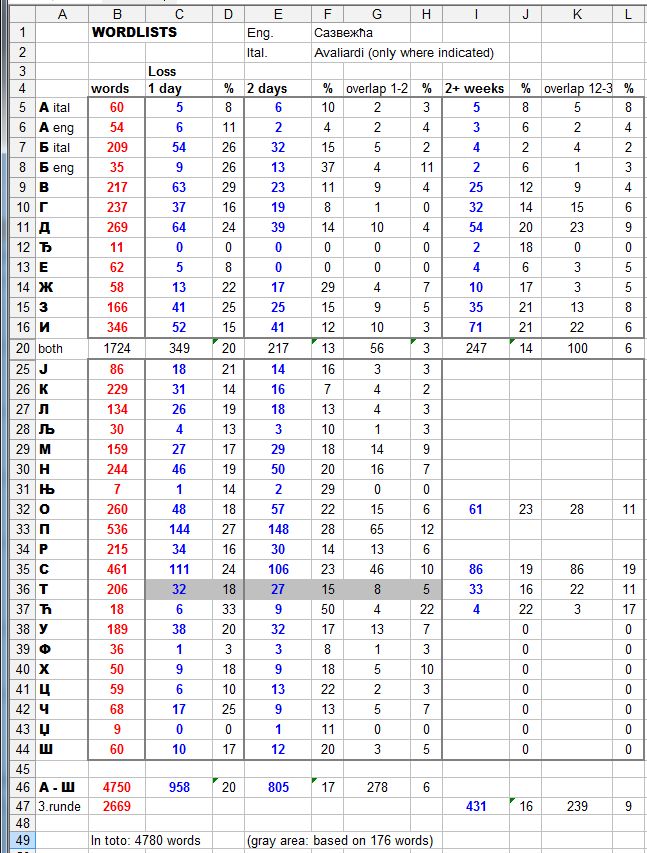 A B C D E F G H I J K L
1 WORDLISTS Eng. Сазвежћа
2 Ital. Avaliardi (only where indicated)
3 Loss
4 words 1 day % 2 days % overlap 1-2 % 2+ weeks % overlap 12-3 %
5 А ital 60 5 8 6 10 2 3 5 8 5 8
6 А eng 54 6 11 2 4 2 4 3 6 2 4
7 Б ital 209 54 26 32 15 5 2 4 2 4 2
8 Б eng 35 9 26 13 37 4 11 2 6 1 3
9 В 217 63 29 23 11 9 4 25 12 9 4
10 Г 237 37 16 19 8 1 0 32 14 15 6
11 Д 269 64 24 39 14 10 4 54 20 23 9
12 Ђ 11 0 0 0 0 0 0 2 18 0 0
13 Е 62 5 8 0 0 0 0 4 6 3 5
14 Ж 58 13 22 17 29 4 7 10 17 3 5
15 З 166 41 25 25 15 9 5 35 21 13 8
16 И 346 52 15 41 12 10 3 71 21 22 6
20 both 1724 349 20 217 13 56 3 247 14 100 6
25 Ј 86 18 21 14 16 3 3
26 К 229 31 14 16 7 4 2
27 Л 134 26 19 18 13 4 3
28 Љ 30 4 13 3 10 1 3
29 М 159 27 17 29 18 14 9
30 Н 244 46 19 50 20 16 7
31 Њ 7 1 14 2 29 0 0
32 О 260 48 18 57 22 15 6 61 23 28 11
33 П 536 144 27 148 28 65 12
34 Р 215 34 16 30 14 13 6
35 С 461 111 24 106 23 46 10 86 19 86 19
36 Т 206 32 18 27 15 8 5 33 16 22 11
37 Ћ 18 6 33 9 50 4 22 4 22 3 17
38 У 189 38 20 32 17 13 7 0 0
39 Ф 36 1 3 3 8 1 3 0 0
40 Х 50 9 18 9 18 5 10 0 0
41 Ц 59 6 10 13 22 2 3 0 0
42 Ч 68 17 25 9 13 5 7 0 0
43 Џ 9 0 0 1 11 0 0 0 0
44 Ш 60 10 17 12 20 3 5 0 0
45
46 А - Ш 4750 958 20 805 17 278 6
47 3.runde 2669 431 16 239 9
48
49 In toto: 4780 words (gray area: based on 176 words)